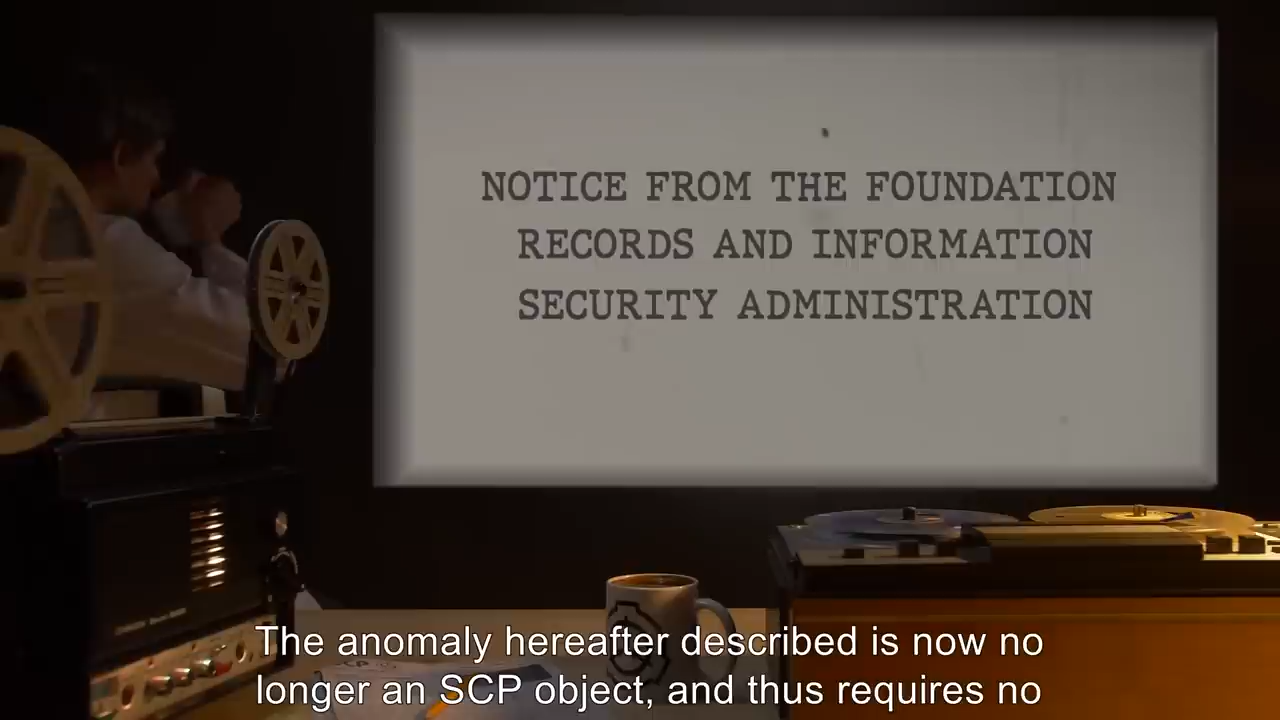 NOTICE FROM THE FOUNDATION
RECORDS AND INFORMATION
SECURITY ADMINISTRATION
The anomaly hereafter described is now no
longer an SCP object, and thus requires no